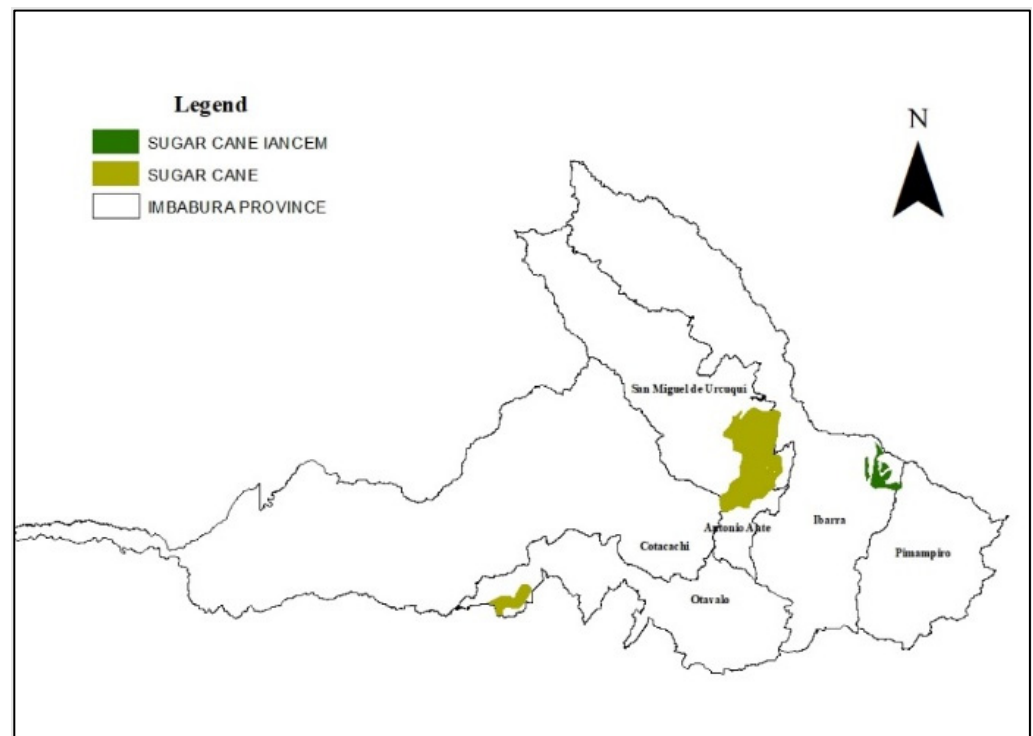 Legend
SUGAR CANE IANCEM
SUGAR CANE
IMBABURA PROVINCE
N
San Miguel de Urcuqui
Ibarra
Antonio Ante
Cotacachi
Pimampiro
Otavalo